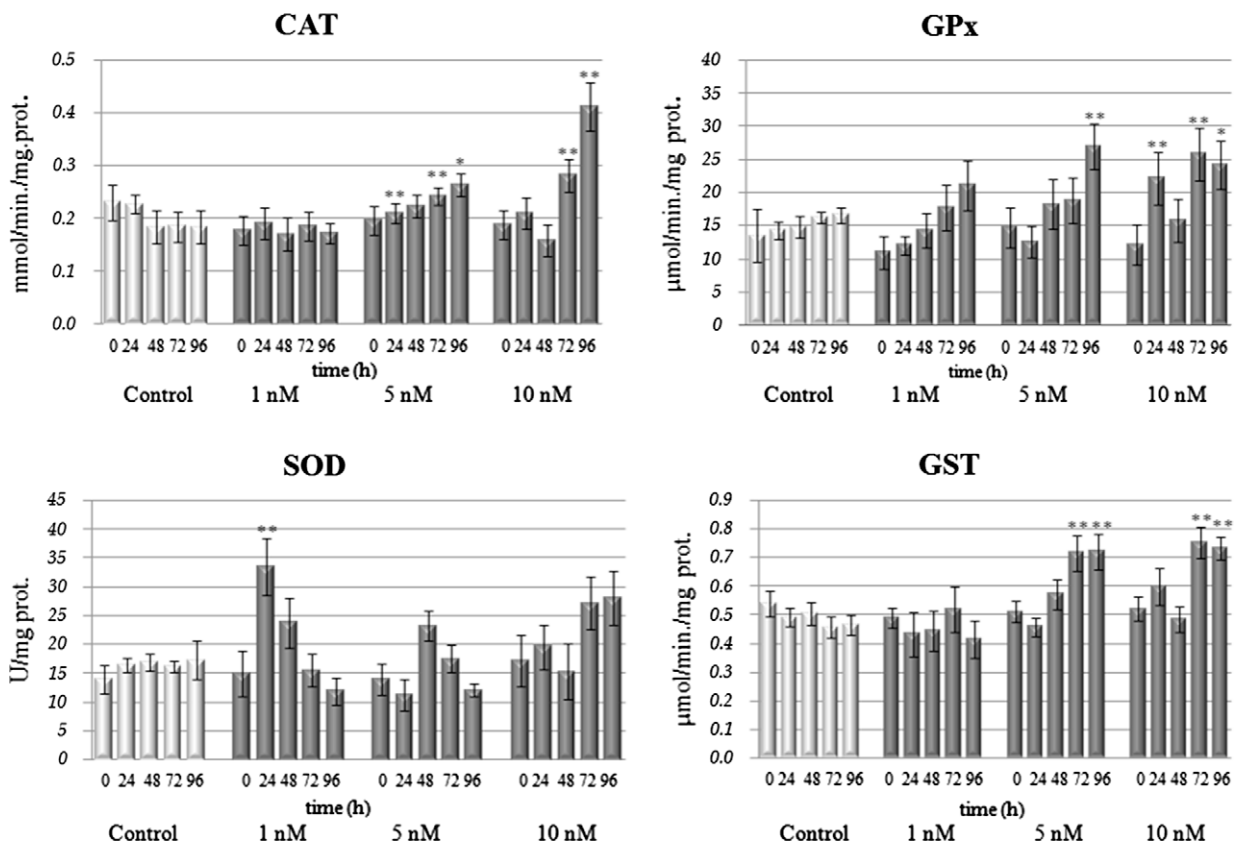 CAT
mmol/min./mg.prot.
0.5
0.4
0.3
0.2
0.1
0.0
** ** * ** **
0 24 48 72 96 0 24 48 72 96 0 24 48 72 96 0 24 48 72 96
time (h)
Control 1 nM 5 nM 10 nM
GPx
μmol/min./mg prot.
40
35
30
25
20
15
10
5
0
** ** ** *
0 24 48 72 96 0 24 48 72 96 0 24 48 72 96 0 24 48 72 96
time (h)
Control 1 nM 5 nM 10 nM
SOD
U/mg prot.
45
40
35
30
25
20
15
10
5
0
**
0 24 48 72 96 0 24 48 72 96 0 24 48 72 96 0 24 48 72 96
time (h)
Control 1 nM 5 nM 10 nM
GST
μmol/min./mg prot.
0.9
0.8
0.7
0.6
0.5
0.4
0.3
0.2
0.1
0.0
** ** ** **
0 24 48 72 96 0 24 48 72 96 0 24 48 72 96 0 24 48 72 96
time (h)
Control 1 nM 5 nM 10 nM